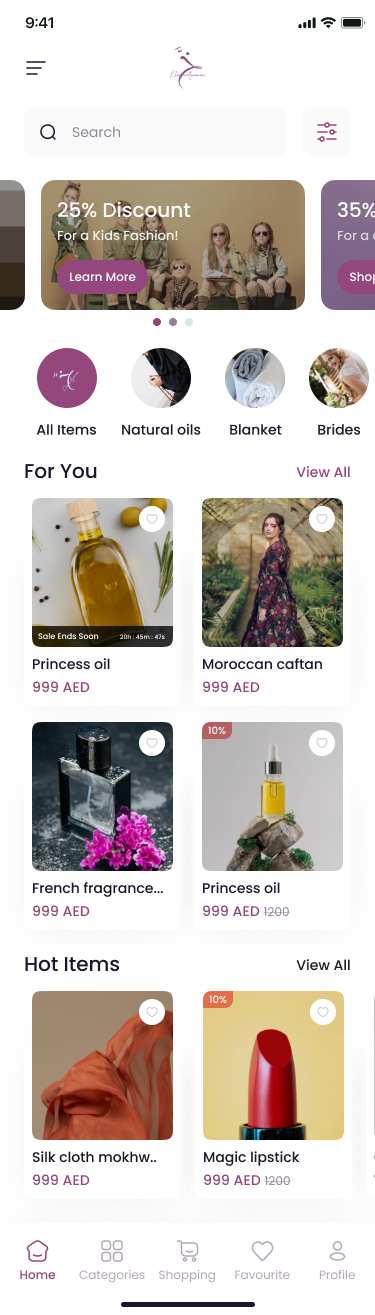 9:41
Search
25% Discount
For a Kids Fashion!
Learn More
35%
For a
Shop
All Items
Natural oils
Blanket
Brides
For You
View All
Sale Ends Soon
20h : 45m : 47s
Princess oil
999 AED
Moroccan caftan
999 AED
French fragrance...
999 AED
10%
Princess oil
999 AED 1200
Hot Items
View All
Silk cloth mokhw..
999 AED
10%
Magic lipstick
999 AED 1200
Home
Categories
Shopping
Favourite
Profile